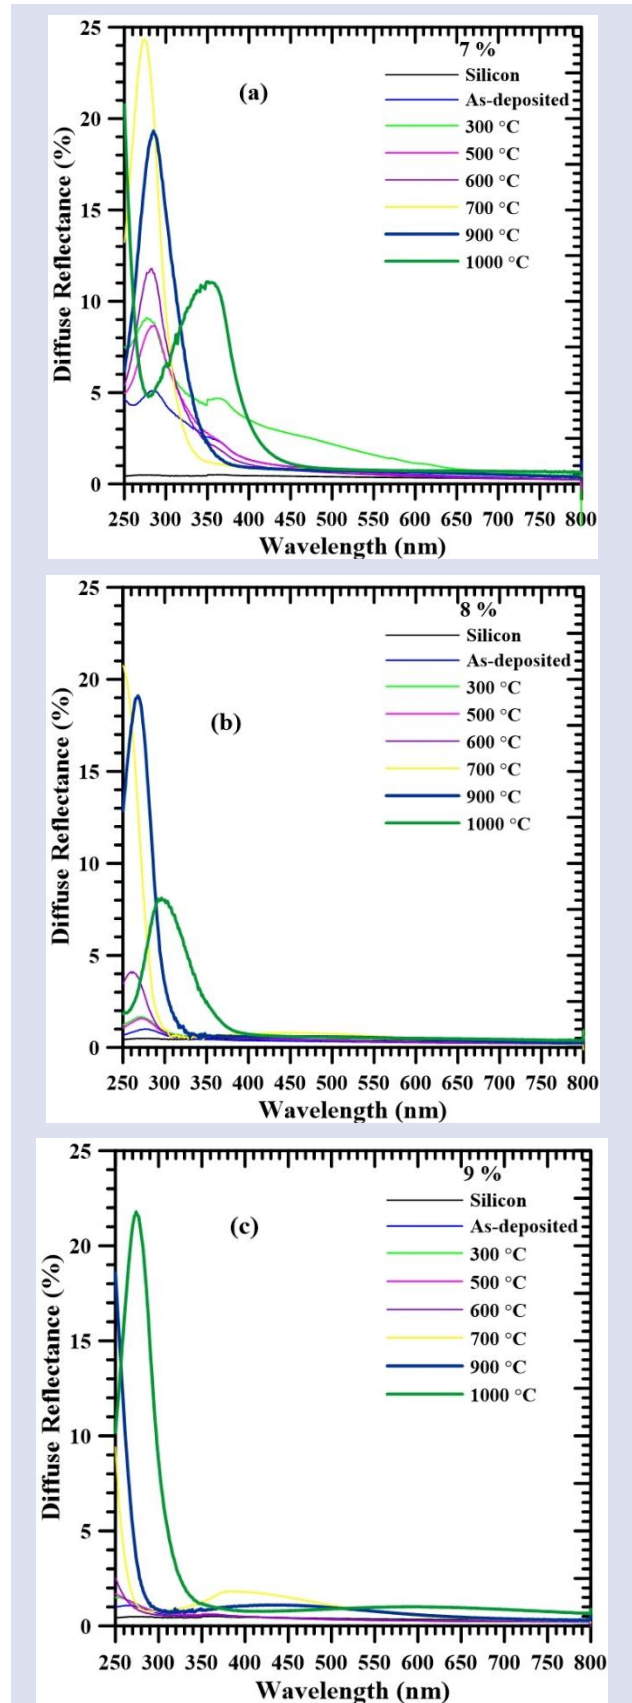 25
20
15
10
5
0
Diffuse Reflectance (%)
(a)
7 %
Silicon
As-deposited
300 °C
500 °C
600 °C
700 °C
900 °C
1000 °C
250 300 350 400 450 500 550 600 650 700 750 800
Wavelength (nm)
25
20
15
10
5
0
Diffuse Reflectance (%)
(b)
8 %
Silicon
As-deposited
300 °C
500 °C
600 °C
700 °C
900 °C
1000 °C
250 300 350 400 450 500 550 600 650 700 750 800
Wavelength (nm)
25
20
15
10
5
0
Diffuse Reflectance (%)
(c)
9 %
Silicon
As-deposited
300 °C
500 °C
600 °C
700 °C
900 °C
1000 °C
250 300 350 400 450 500 550 600 650 700 750 800
Wavelength (nm)